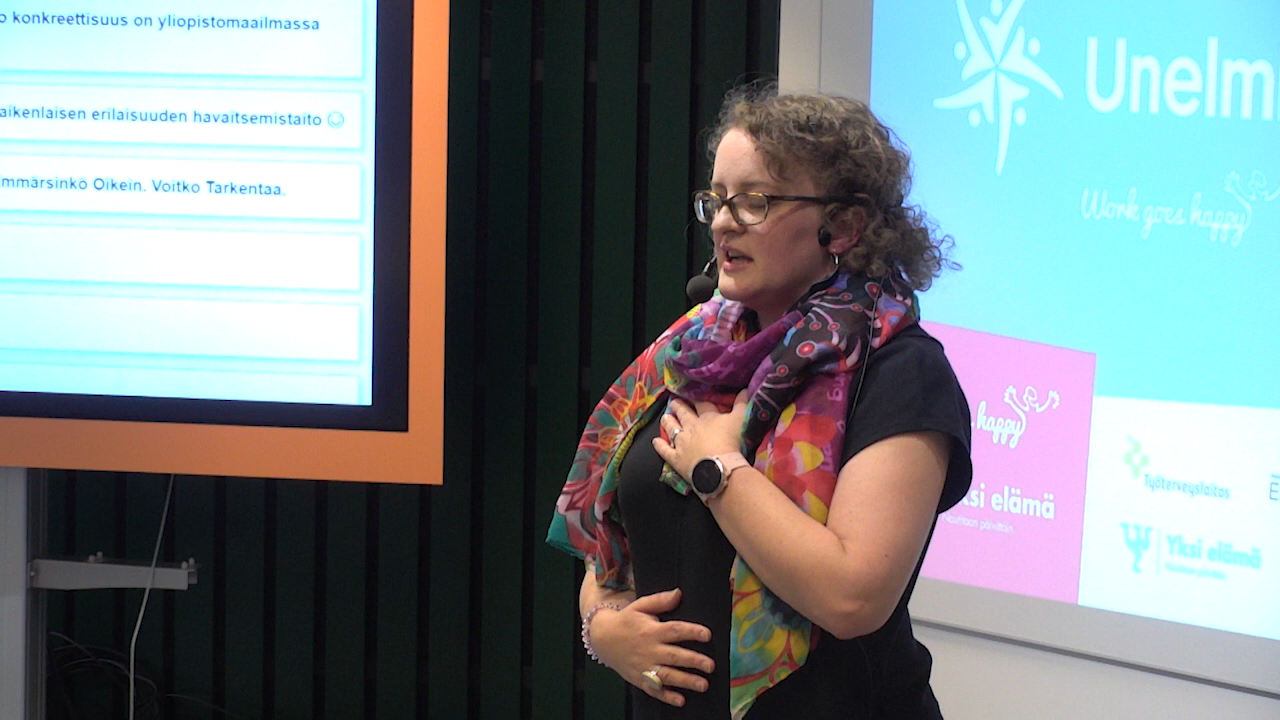 konkreettisuus on yliopistomaailmassa
aikenlaisen erilaisuuden havaitsemistaito
mmärsinkö Oikein. Voitko Tarkentaa.
Unelm
Work goes happy
happy
ksi elämä
Työterveyslaitos
Yksi elämä